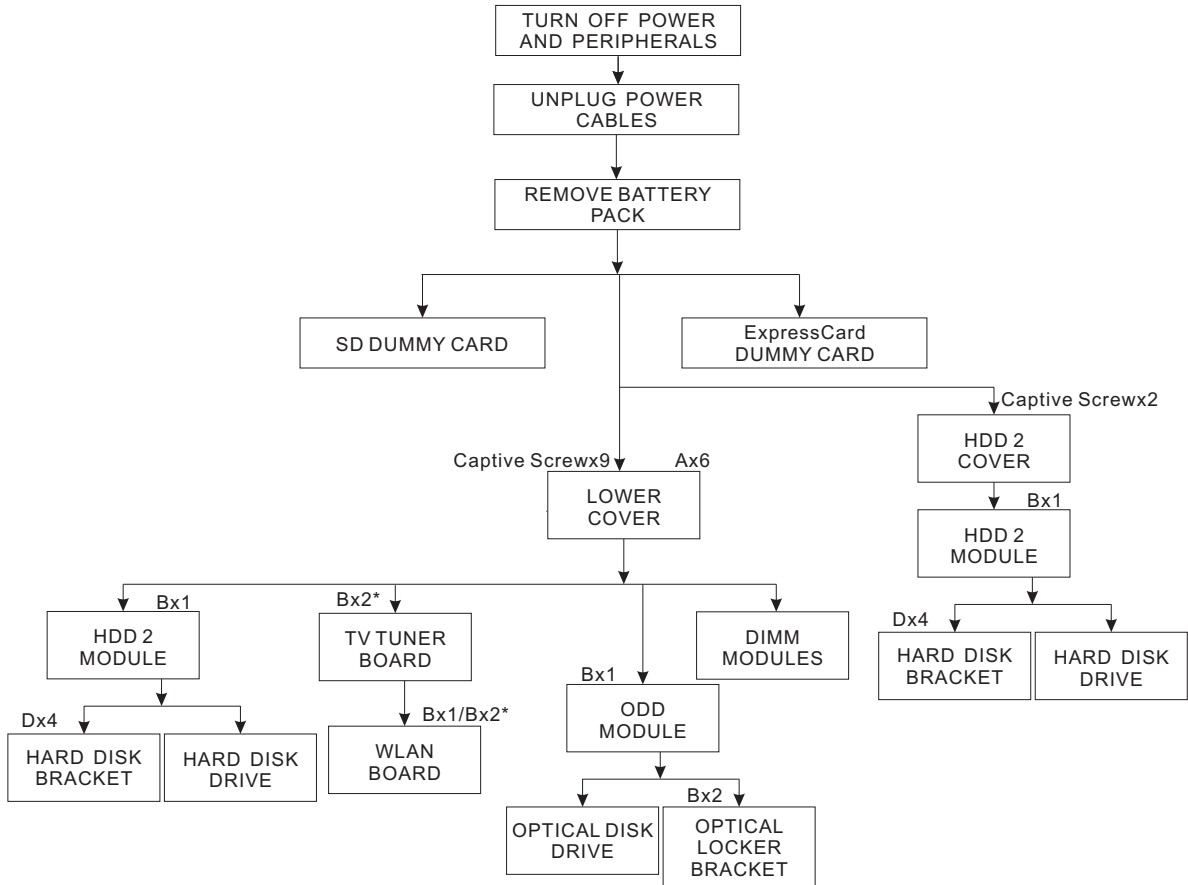 TURN OFF POWER
AND PERIPHERALS
UNPLUG POWER
CABLES
REMOVE BATTERY
PACK
SD DUMMY CARD
ExpressCard
DUMMY CARD
Captive Screwx2
HDD 2
COVER
Captive Screwx9
Ax6
LOWER
COVER
Bx1
HDD 2
MODULE
Bx1
HDD 2
MODULE
Bx2*
TV TUNER
BOARD
DIMM
MODULES
Dx4
HARD DISK
BRACKET
HARD DISK
DRIVE
Bx1
ODD
MODULE
Dx4
HARD DISK
BRACKET
HARD DISK
DRIVE
Bx1/Bx2*
WLAN
BOARD
OPTICAL DISK
DRIVE
Bx2
OPTICAL
LOCKER
BRACKET